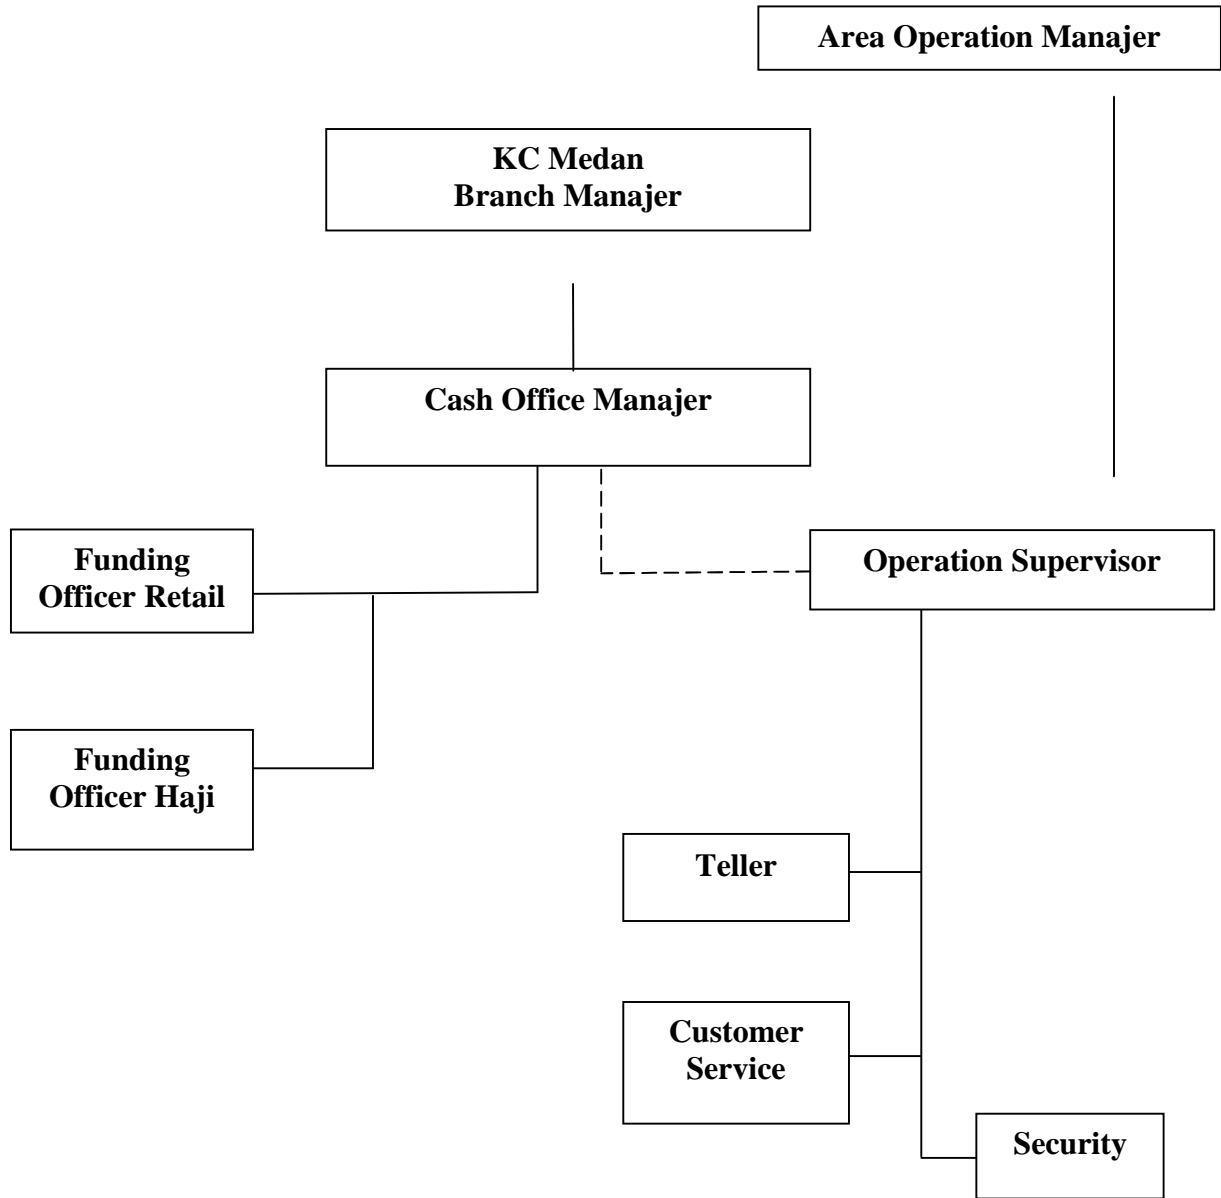 Area Operation Manajer
KC Medan
Branch Manajer
Cash Office Manajer
Funding
Officer Retail
Operation Supervisor
Funding
Officer Haji
Teller
Customer
Service
Security